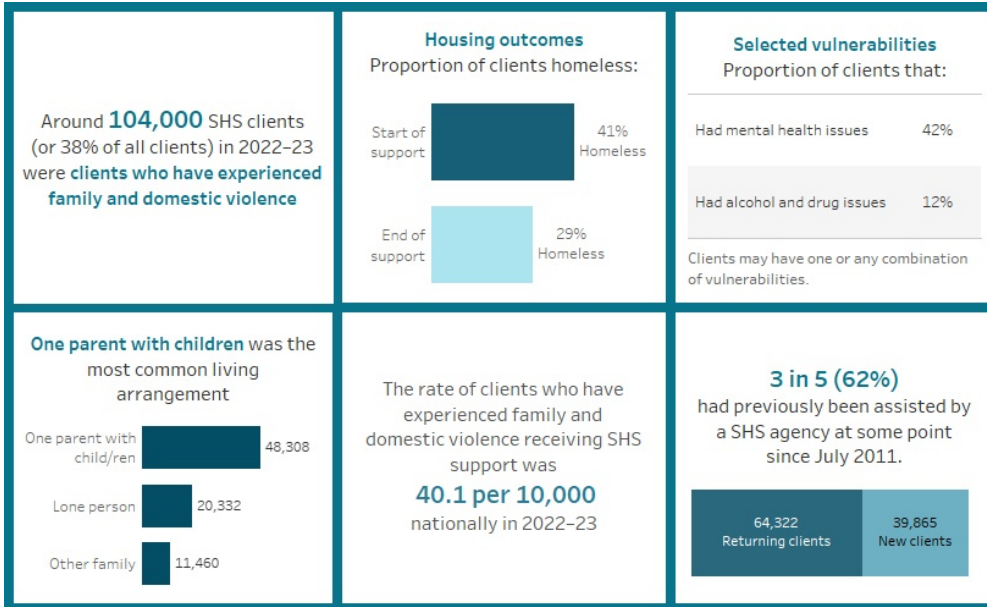 Around 104,000 SHS clients
(or 38% of all clients) in 2022–23
were clients who have experienced
family and domestic violence
Housing outcomes
Proportion of clients homeless:
Start of
support
41%
Homeless
End of
support
29%
Homeless
Selected vulnerabilities
Proportion of clients that:
Had mental health issues 42%
Had alcohol and drug issues 12%
Clients may have one or any combination
of vulnerabilities.
One parent with children was the
most common living
arrangement
One parent with
child/ren
48,308
Lone person 20,332
Other family 11,460
The rate of clients who have
experienced family and
domestic violence receiving SHS
support was
40.1 per 10,000
nationally in 2022–23
3 in 5 (62%)
had previously been assisted by
a SHS agency at some point
since July 2011.
64,322
Returning clients
39,865
New clients